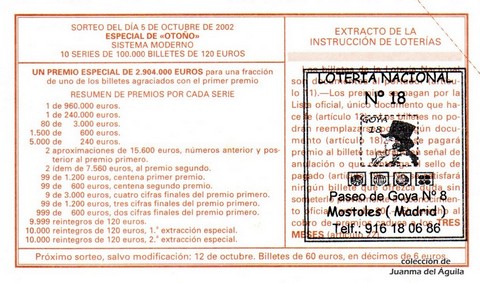 SORTEO DEL DÍA 5 DE OCTUBRE DE 2002
ESPECIAL DE «OTOÑO»
SISTEMA MODERNO
10 SERIES DE 100.000 BILLETES DE 120 EUROS
UN PREMIO ESPECIAL DE 2.904.000 EUROS para una fracción
de uno de los billetes agraciados con el primer premio
RESUMEN DE PREMIOS POR CADA SERIE
1 de 960.000 euros.
1 de 240.000 euros.
80 de 3.000 euros.
1.500 de 600 euros.
5.000 de 240 euros.
2 aproximaciones de 15.600 euros, números anterior y pos-
terior al primero premio.
2 ídem de 7.560 euros, al premio segundo.
99 de 1.200 euros, centena primer premio.
99 de 600 euros, centena segundo premio.
9 de 3.000 euros, cuatro cifras primer premio.
99 de 1.200 euros, tres cifras finales del primer premio.
999 de 600 euros, dos cifras finales del primer premio.
9.999 reintegros de 120 euros.
10.000 reintegros de 120 euros, 1.ª extracción especial.
10.000 reintegros de 120 euros, 2.ª extracción especial.
Próximo sorteo, salvo modificación: 12 de octubre. Billetes de 60 euros, en décimos de 6 euros.
EXTRACTO DE LA
INSTRUCCIÓN DE LOTERÍAS
LOTERIA NACIONAL
Nº 18
GOYA
18
Paseo de Goya Nº 8
Mostoles ( Madrid )
Telf. 916 18 06 86
TRES
MESES
colección de
Juanma del Águila